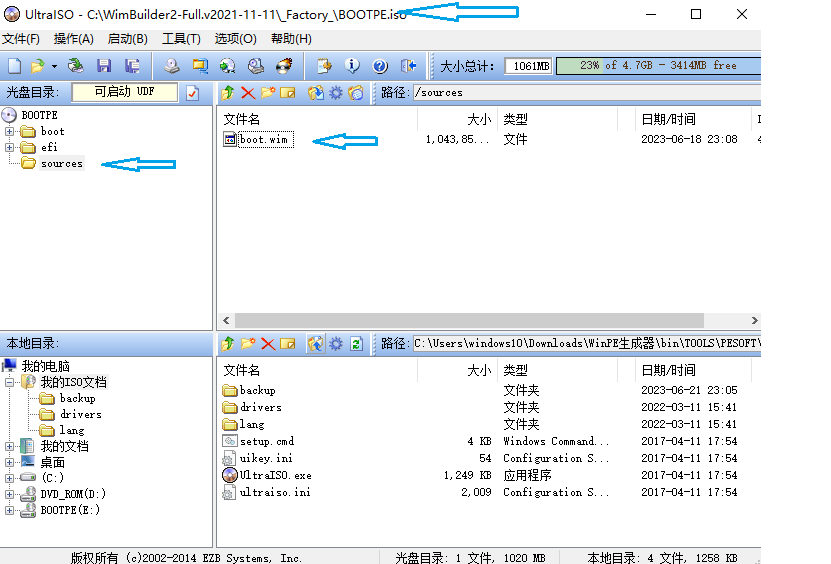 UltraISO - C:\WimBuilder2-Full.v2021-11-11\_Factory_\BOOTPE.iso
文件(F) 操作(A) 启动(B) 工具(T) 选项(O) 帮助(H)
大小总计: 1061MB 23% of 4.7GB - 3414MB free
光盘目录: 可启动 UDF 路径: /sources
BOOTPE
boot
efi
sources
文件名 大小 类型 日期/时间
boot.wim 1,043,85... 文件 2023-06-18 23:08
本地目录: 路径: C:\Users\windows10\Downloads\WinPE生成器\bin\TOOLS\PESOFT\
我的电脑
我的ISO文档
backup
drivers
lang
我的文档
桌面
(C:)
DVD_ROM(D:)
BOOTPE(E:)
文件名 大小 类型 日期/时间
backup 文件夹 2023-06-21 23:05
drivers 文件夹 2022-03-11 15:41
lang 文件夹 2022-03-11 15:41
setup.cmd 4 KB Windows Command... 2017-04-11 17:54
uikey.ini 54 Configuration S... 2017-04-11 17:54
UltraISO.exe 1,249 KB 应用程序 2017-04-11 17:54
ultraiso.ini 2,009 Configuration S... 2017-04-11 17:54
版权所有 (c)2002-2014 EZB Systems, Inc. 光盘目录: 1 文件, 1020 MB 本地目录: 4 文件, 1258 KB